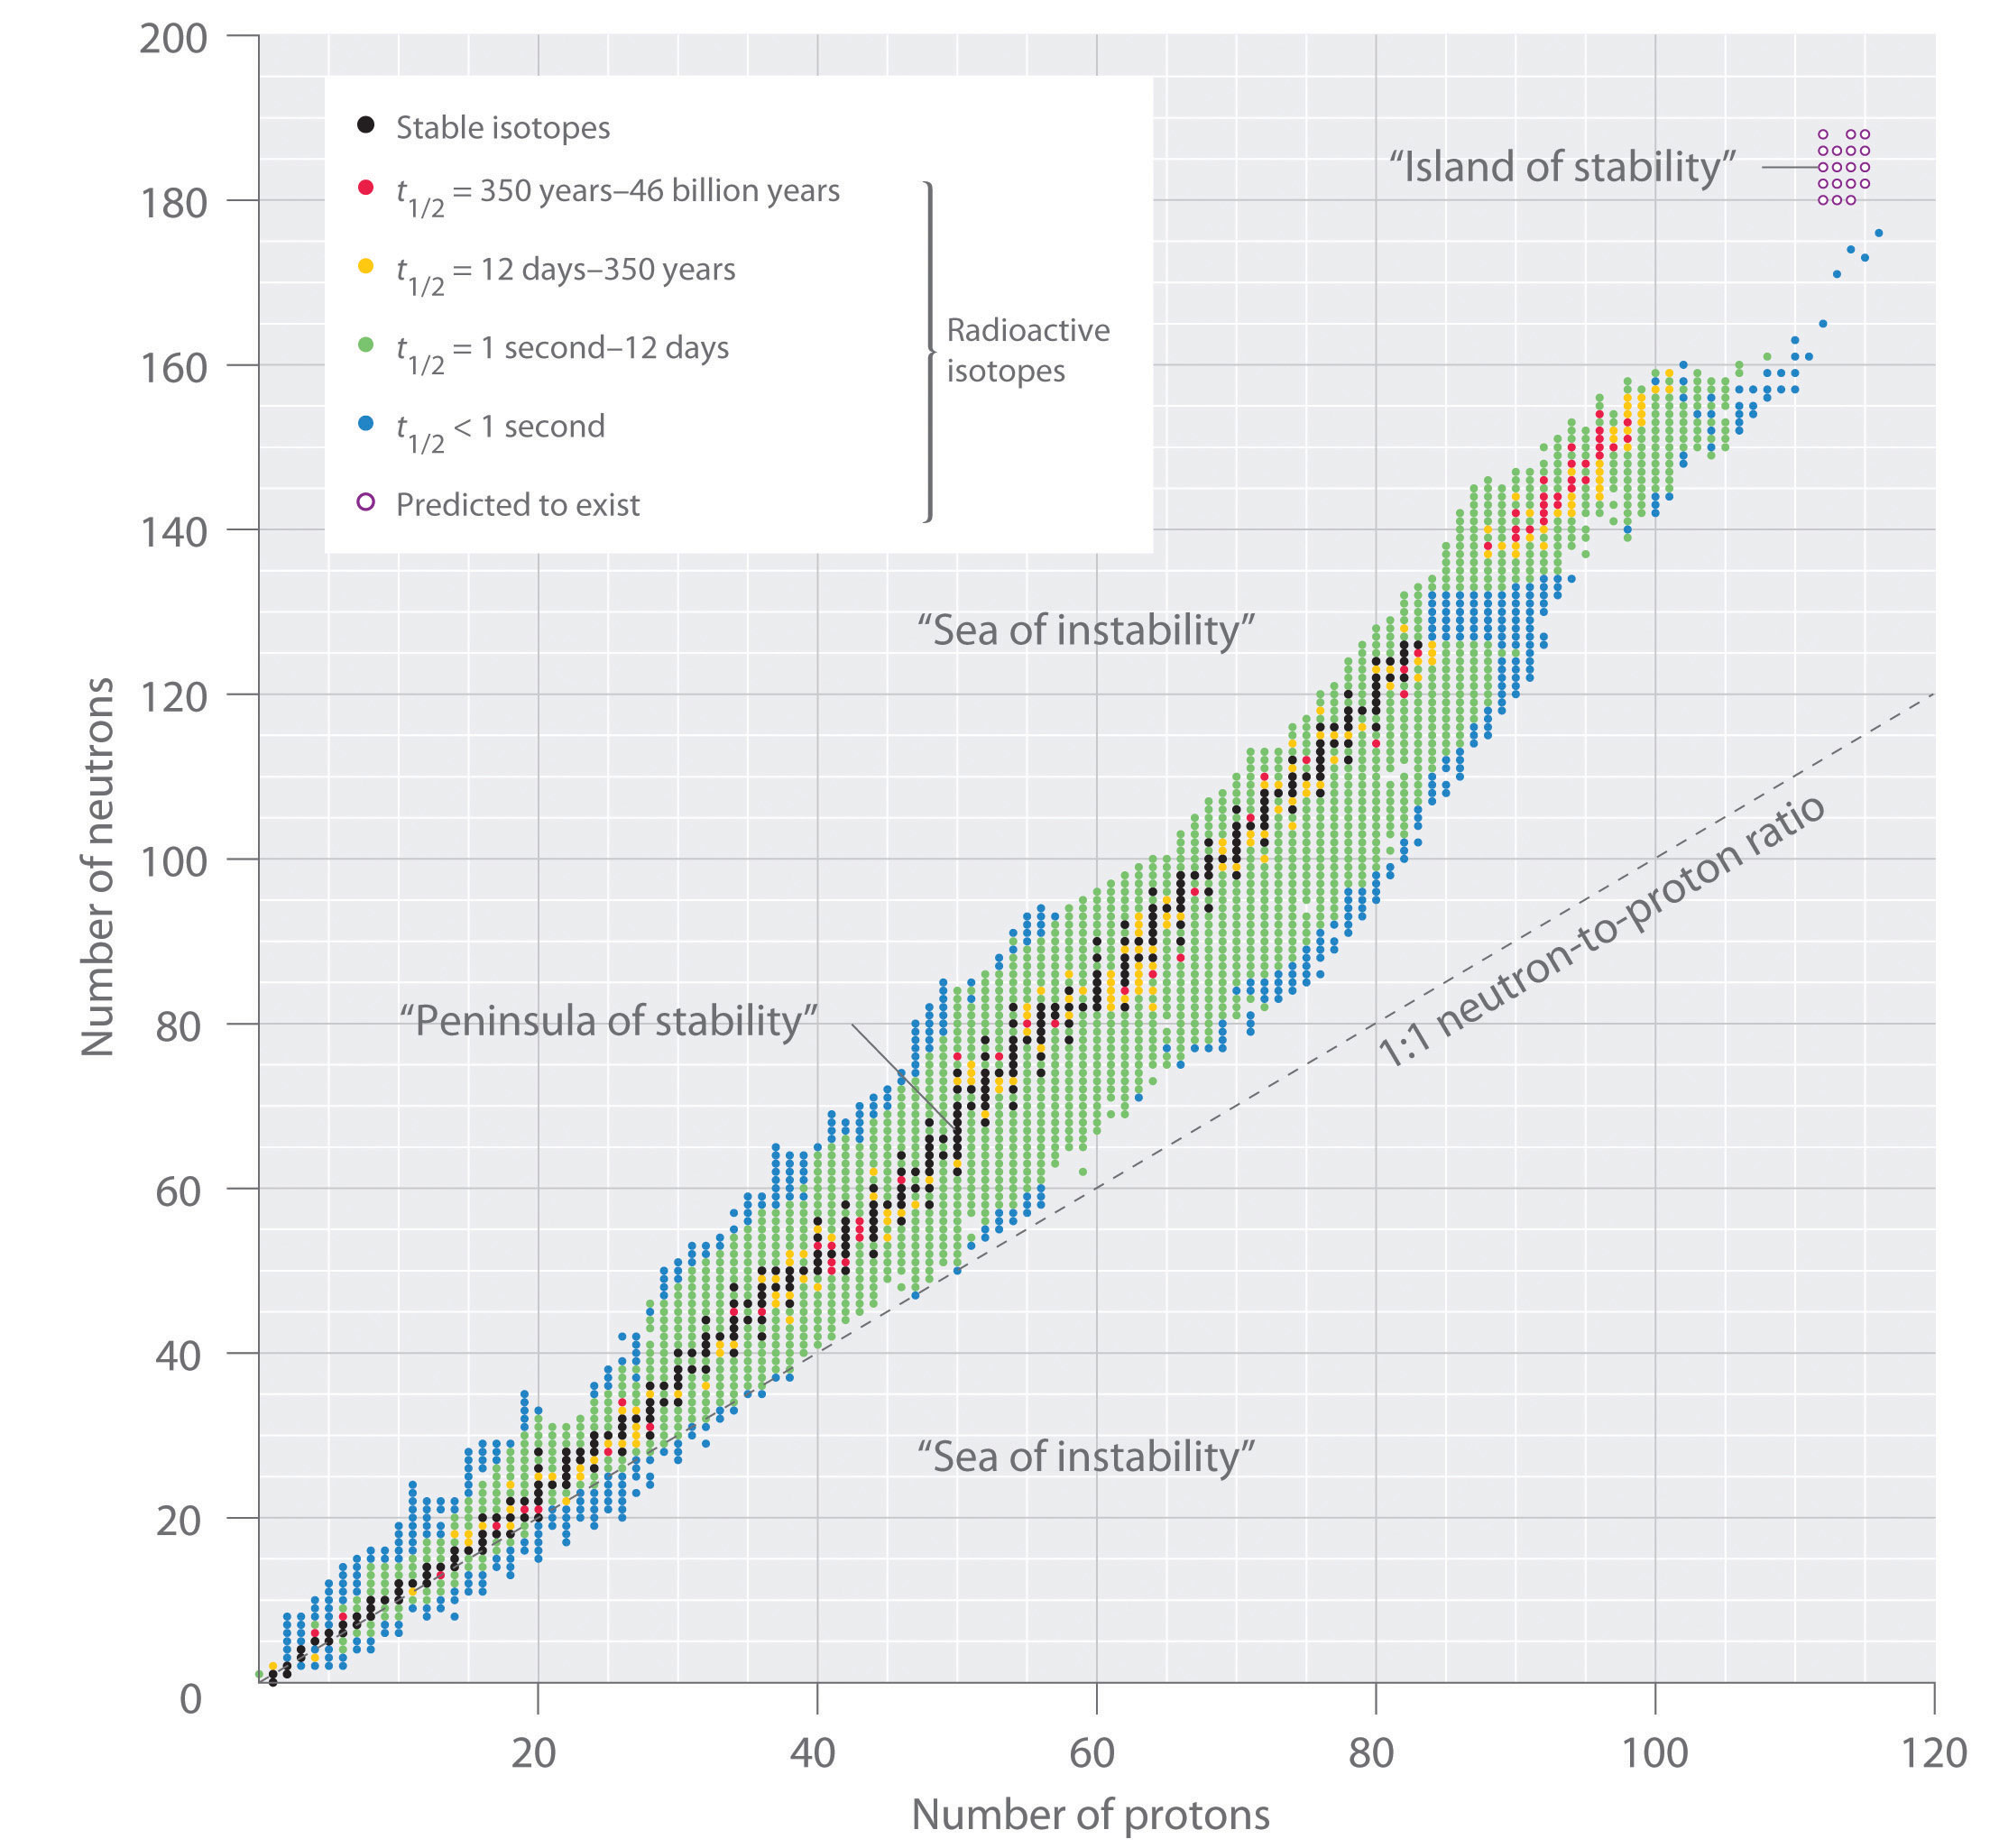 200
180
160
140
120
100
80
60
40
20
0
Number of neutrons
Stable isotopes
t1/2 = 350 years–46 billion years
t1/2 = 12 days–350 years
t1/2 = 1 second–12 days
t1/2 < 1 second
Predicted to exist
Radioactive
isotopes
“Island of stability”
“Sea of instability”
“Peninsula of stability”
1:1 neutron-to-proton ratio
“Sea of instability”
20 40 60 80 100 120
Number of protons